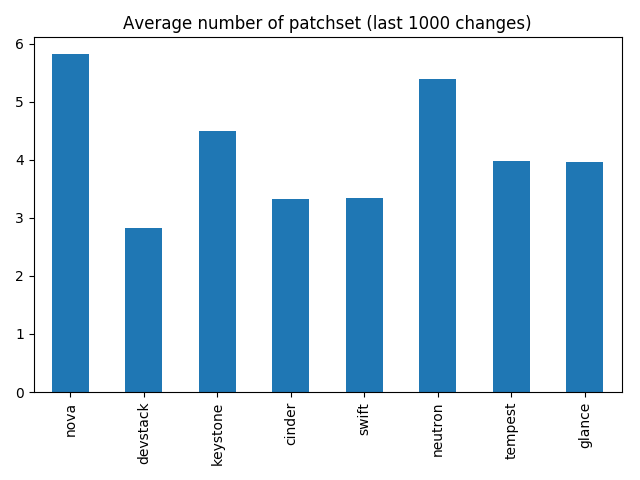 Average number of patchset (last 1000 changes)
6
5
4
3
2
1
0
nova
devstack
keystone
cinder
swift
neutron
tempest
glance